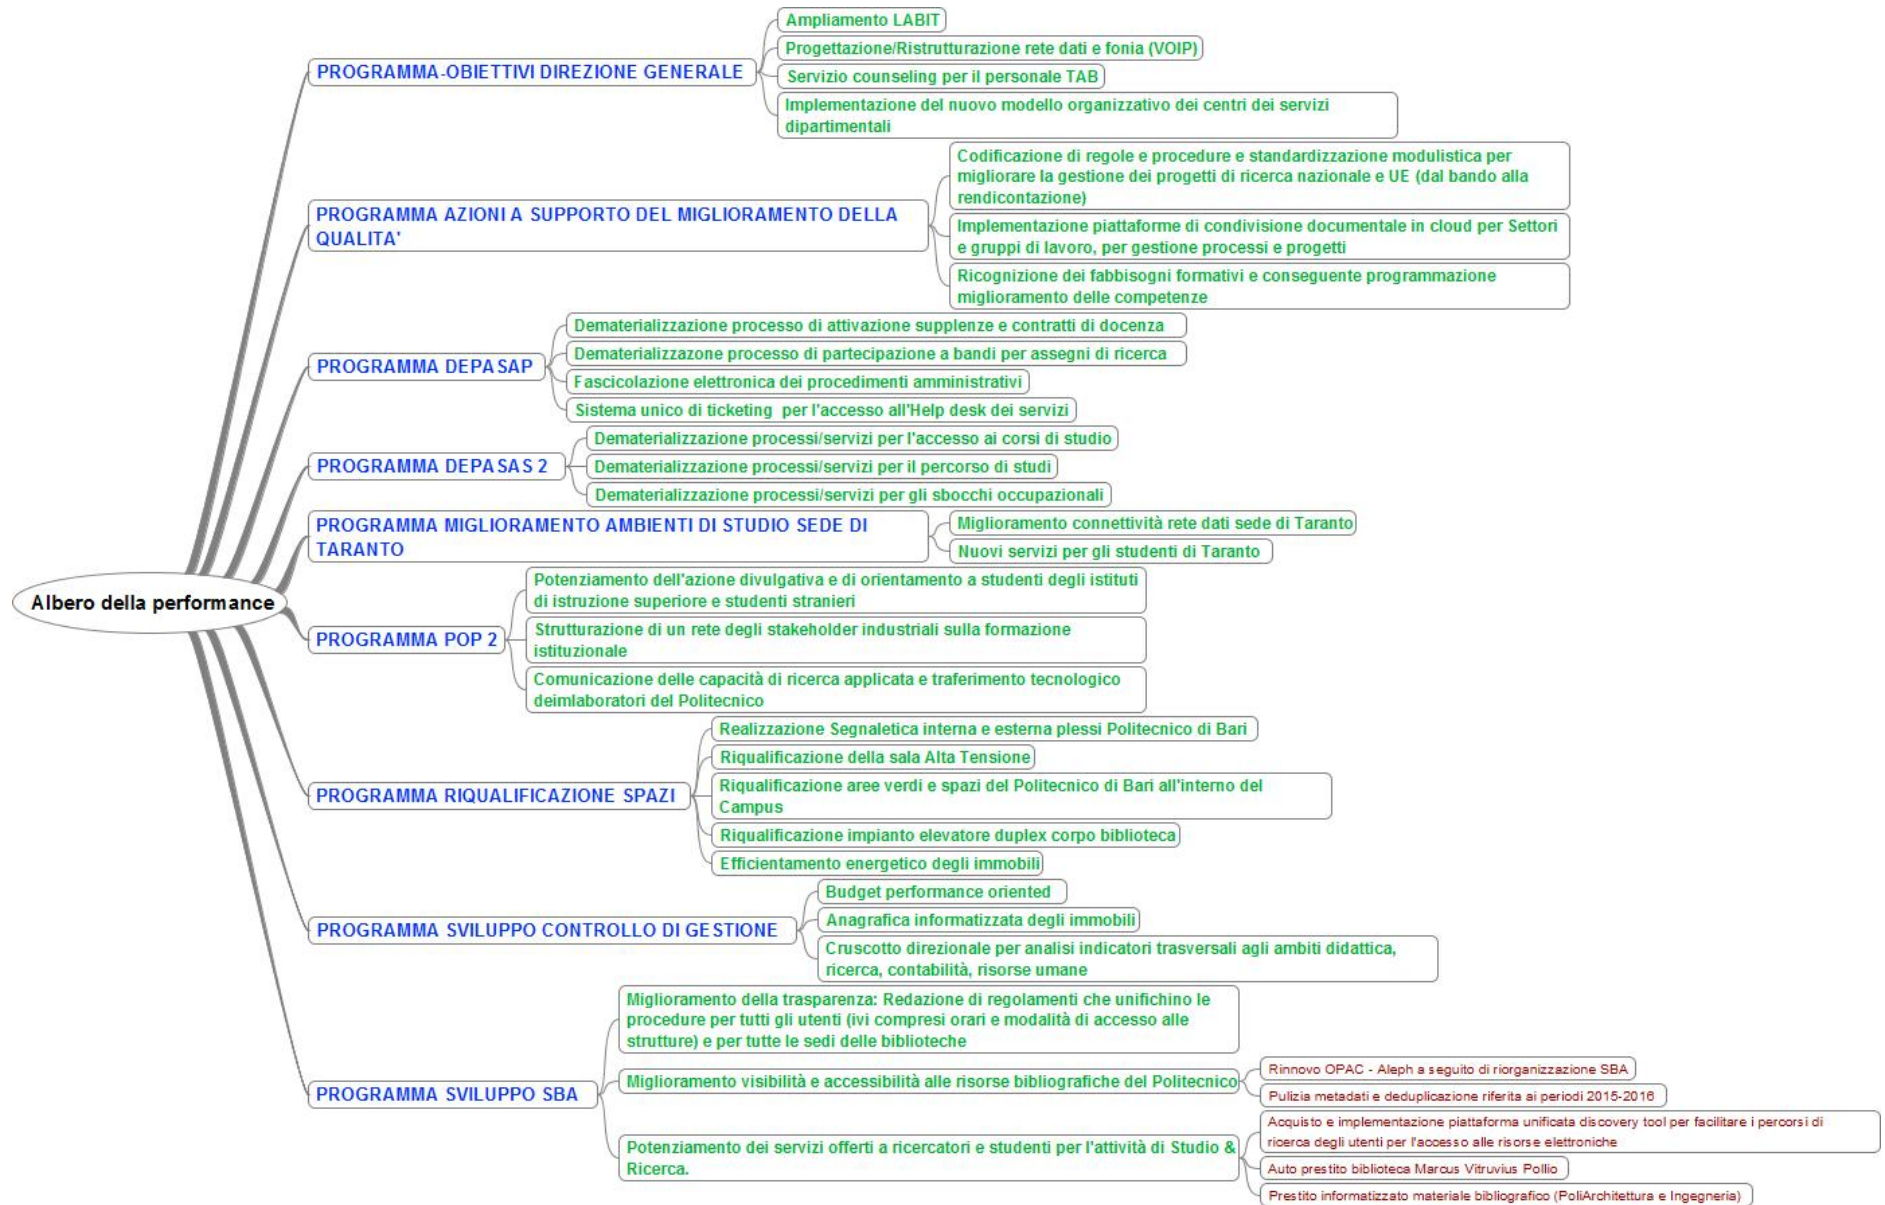 Albero della performance
PROGRAMMA-OBIETTIVI DIREZIONE GENERALE
Ampliamento LABIT
Progettazione/Ristrutturazione rete dati e fonia (VOIP)
Servizio counseling per il personale TAB
Implementazione del nuovo modello organizzativo dei centri dei servizi
dipartimentali
PROGRAMMA AZIONI A SUPPORTO DEL MIGLIORAMENTO DELLA
QUALITA'
Codificazione di regole e procedure e standardizzazione modulistica per
migliorare la gestione dei progetti di ricerca nazionale e UE (dal bando alla
rendicontazione)
Implementazione piattaforme di condivisione documentale in cloud per Settori
e gruppi di lavoro, per gestione processi e progetti
Ricognizione dei fabbisogni formativi e conseguente programmazione
miglioramento delle competenze
PROGRAMMA DEPASAP
Dematerializzazione processo di attivazione supplenze e contratti di docenza
Dematerializzazone processo di partecipazione a bandi per assegni di ricerca
Fascicolazione elettronica dei procedimenti amministrativi
Sistema unico di ticketing per l'accesso all'Help desk dei servizi
PROGRAMMA DEPASAS 2
Dematerializzazione processi/servizi per l'accesso ai corsi di studio
Dematerializzazione processi/servizi per il percorso di studi
Dematerializzazione processi/servizi per gli sbocchi occupazionali
PROGRAMMA MIGLIORAMENTO AMBIENTI DI STUDIO SEDE DI
TARANTO
Miglioramento connettività rete dati sede di Taranto
Nuovi servizi per gli studenti di Taranto
PROGRAMMA POP 2
Potenziamento dell'azione divulgativa e di orientamento a studenti degli istituti
di istruzione superiore e studenti stranieri
Strutturazione di un rete degli stakeholder industriali sulla formazione
istituzionale
Comunicazione delle capacità di ricerca applicata e traferimento tecnologico
deimlaboratori del Politecnico
PROGRAMMA RIQUALIFICAZIONE SPAZI
Realizzazione Segnaletica interna e esterna plessi Politecnico di Bari
Riqualificazione della sala Alta Tensione
Riqualificazione aree verdi e spazi del Politecnico di Bari all'interno del
Campus
Riqualificazione impianto elevatore duplex corpo biblioteca
Efficientamento energetico degli immobili
PROGRAMMA SVILUPPO CONTROLLO DI GESTIONE
Budget performance oriented
Anagrafica informatizzata degli immobili
Cruscotto direzionale per analisi indicatori trasversali agli ambiti didattica,
ricerca, contabilità, risorse umane
PROGRAMMA SVILUPPO SBA
Miglioramento della trasparenza: Redazione di regolamenti che unifichino le
procedure per tutti gli utenti (ivi compresi orari e modalità di accesso alle
strutture) e per tutte le sedi delle biblioteche
Miglioramento visibilità e accessibilità alle risorse bibliografiche del Politecnico
Rinnovo OPAC - Aleph a seguito di riorganizzazione SBA
Pulizia metadati e deduplicazione riferita ai periodi 2015-2016
Potenziamento dei servizi offerti a ricercatori e studenti per l'attività di Studio &
Ricerca.
Acquisto e implementazione piattaforma unificata discovery tool per facilitare i percorsi di
ricerca degli utenti per l'accesso alle risorse elettroniche
Auto prestito biblioteca Marcus Vitruvius Pollio
Prestito informatizzato materiale bibliografico (PoliArchitettura e Ingegneria)